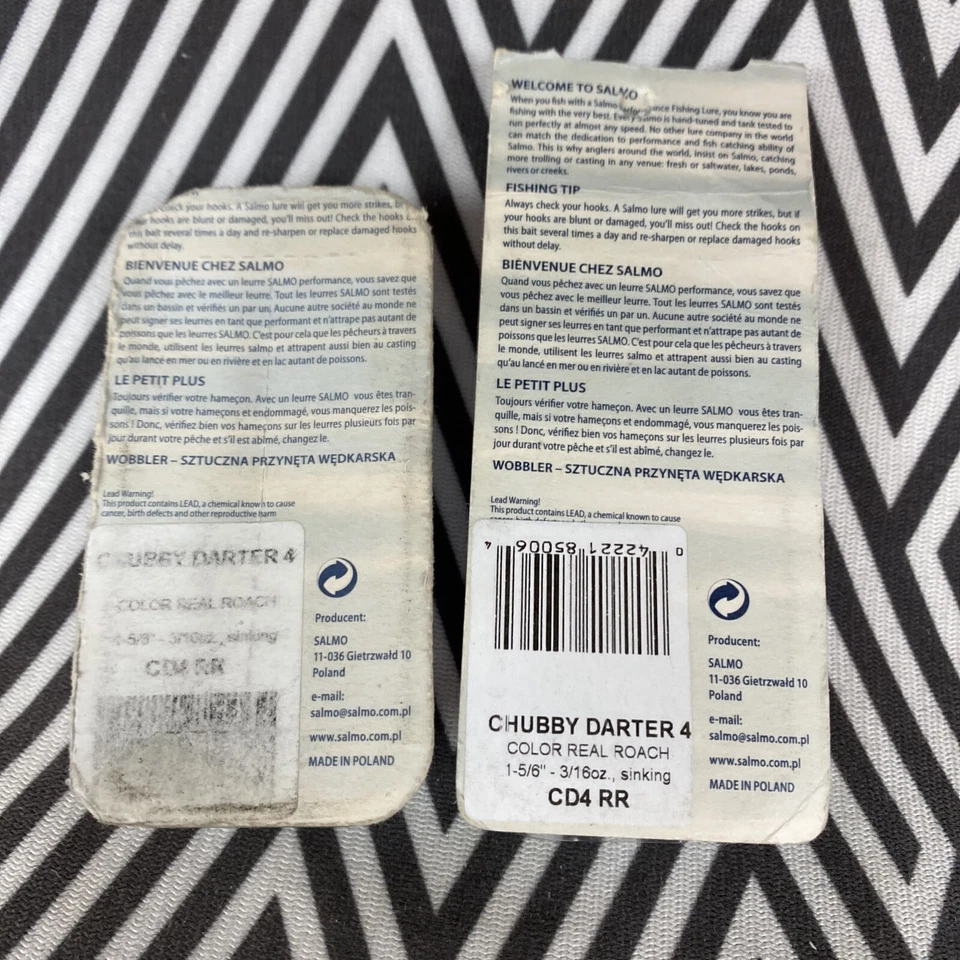 check your hooks. A Salmo lure will get you more strikes,
hooks are blunt or damaged, you'll miss out! Check the hooks
this bait several times a day and re-sharpen or replace damaged hooks
without delay.
BIENVENUE CHEZ SALMO
Quand vous pêchez avec un leurre SALMO performance, vous savez que
vous pêchez avec le meilleur leurre. Tout les leurres SALMO sont testés
dans un bassin et vérifiés un par un. Aucune autre société au monde ne
peut signer ses leurres en tant que performant et n'attrape pas autant de
poissons que les leurres SALMO. C'est pour cela que les pêcheurs à travers
le monde, utilisent les leurres salmo et attrapent aussi bien au casting
qu'au lancé en mer ou en rivière et en lac autant de poissons.
LE PETIT PLUS
Toujours vérifier votre hameçon. Avec un leurre SALMO vous êtes tran-
quille, mais si votre hameçons et endommagé, vous manquerez les pois-
sons ! Donc, vérifiez bien vos hameçons sur les leurres plusieurs fois par
jour durant votre pêche et s'il est abîmé, changez le.
WOBBLER – SZTUCZNA PRZYNĘTA WĘDKARSKA
Lead Warning!
This product contains LEAD, a chemical known to cause
cancer, birth defects and other reproductive harm
CHUBBY DARTER 4
COLOR REAL ROACH
1-5/8" - 3/16oz., sinking
CD4 RR
Producent:
SALMO
11-036 Gietrzwałd 10
Poland
e-mail:
salmo@salmo.com.pl
www.salmo.com.pl
MADE IN POLAND
WELCOME TO SALMO
When you fish with a Salmo Performance Fishing Lure, you know you are
fishing with the very best. Every Salmo is hand-tuned and tank tested to
run perfectly at almost any speed. No other lure company in the world
can match the dedication to performance and fish catching ability of
Salmo. This is why anglers around the world, insist on Salmo, catching
more trolling or casting in any venue: fresh or saltwater, lakes, ponds,
rivers or creeks.
FISHING TIP
Always check your hooks. A Salmo lure will get you more strikes, but if
your hooks are blunt or damaged, you'll miss out! Check the hooks on
this bait several times a day and re-sharpen or replace damaged hooks
without delay.
BIENVENUE CHEZ SALMO
Quand vous pêchez avec un leurre SALMO performance, vous savez que
vous pêchez avec le meilleur leurre. Tout les leurres SALMO sont testés
dans un bassin et vérifiés un par un. Aucune autre société au monde ne
peut signer ses leurres en tant que performant et n'attrape pas autant de
poissons que les leurres SALMO. C'est pour cela que les pêcheurs à travers
le monde, utilisent les leurres salmo et attrapent aussi bien au casting
qu'au lancé en mer ou en rivière et en lac autant de poissons.
LE PETIT PLUS
Toujours vérifier votre hameçon. Avec un leurre SALMO vous êtes tran-
quille, mais si votre hameçons et endommagé, vous manquerez les pois-
sons ! Donc, vérifiez bien vos hameçons sur les leurres plusieurs fois par
jour durant votre pêche et s'il est abîmé, changez le.
WOBBLER – SZTUCZNA PRZYNĘTA WĘDKARSKA
Lead Warning!
This product contains LEAD, a chemical known to cause
0 42221 85006 4
CHUBBY DARTER 4
COLOR REAL ROACH
1-5/6" - 3/16oz., sinking
CD4 RR
Producent:
SALMO
11-036 Gietrzwałd 10
Poland
e-mail:
salmo@salmo.com.pl
www.salmo.com.pl
MADE IN POLAND